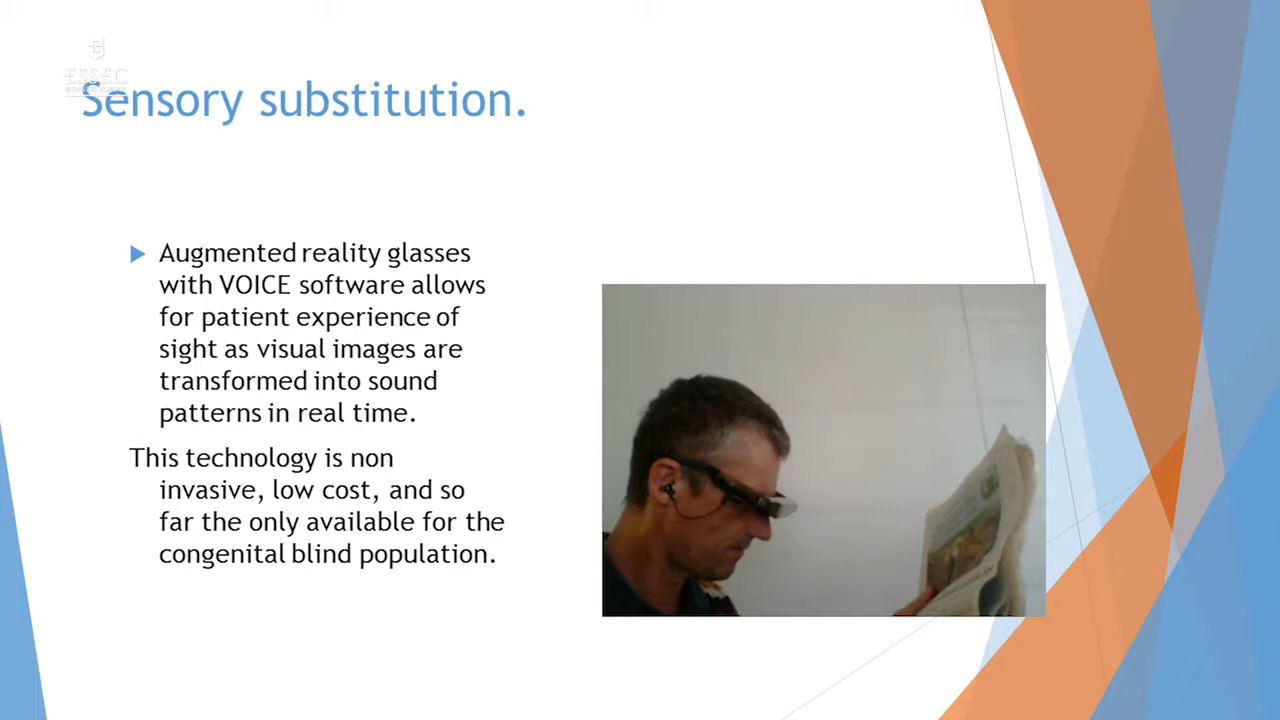 ESSEC
Sensory substitution.
Augmented reality glasses
with VOICE software allows
for patient experience of
sight as visual images are
transformed into sound
patterns in real time.
This technology is non
invasive, low cost, and so
far the only available for the
congenital blind population.